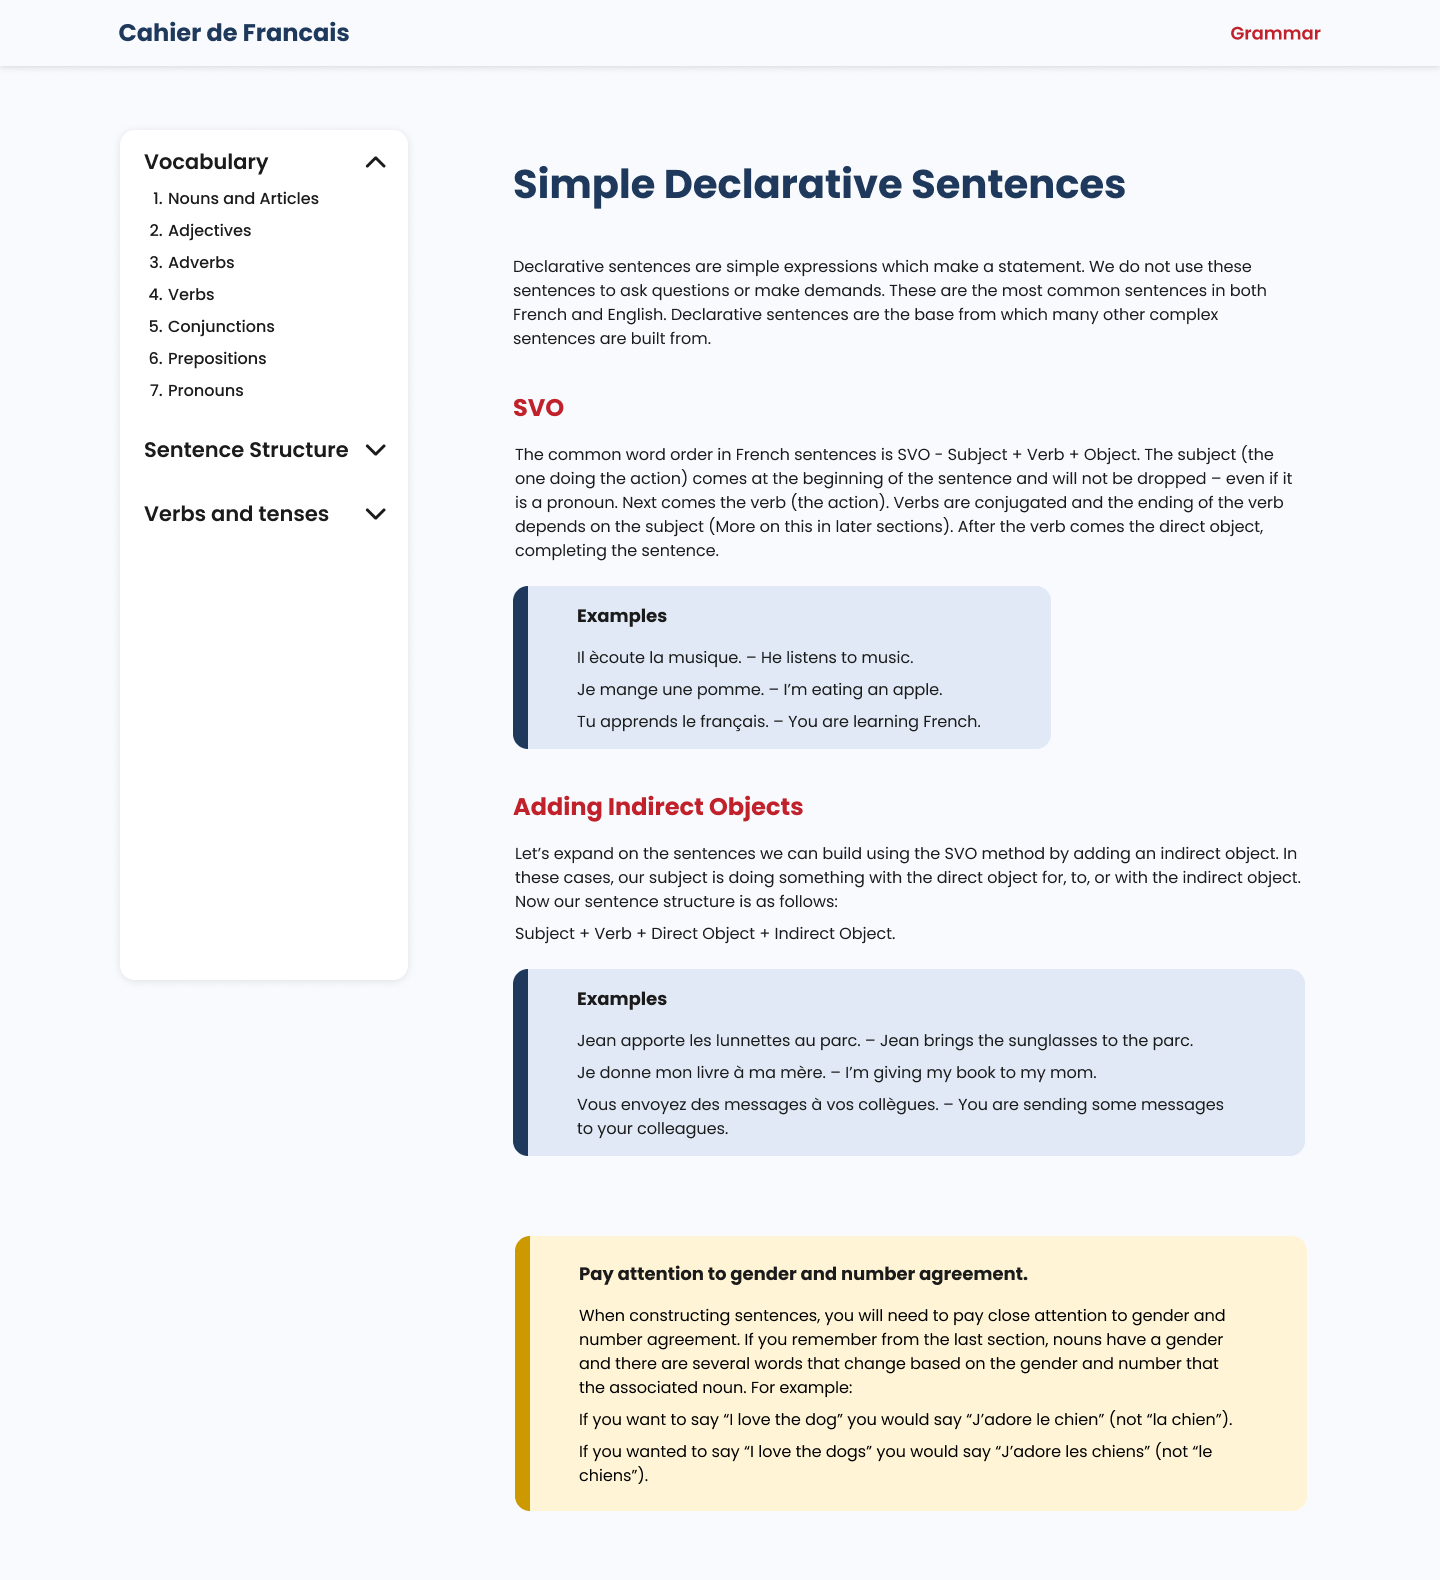 Cahier de Francais
Grammar
Vocabulary
1. Nouns and Articles
2. Adjectives
3. Adverbs
4. Verbs
5. Conjunctions
6. Prepositions
7. Pronouns
Sentence Structure
Verbs and tenses
Simple Declarative Sentences
Declarative sentences are simple expressions which make a statement. We do not use these
sentences to ask questions or make demands. These are the most common sentences in both
French and English. Declarative sentences are the base from which many other complex
sentences are built from.
SVO
The common word order in French sentences is SVO - Subject + Verb + Object. The subject (the
one doing the action) comes at the beginning of the sentence and will not be dropped – even if it
is a pronoun. Next comes the verb (the action). Verbs are conjugated and the ending of the verb
depends on the subject (More on this in later sections). After the verb comes the direct object,
completing the sentence.
Examples
Il ècoute la musique. – He listens to music.
Je mange une pomme. – I’m eating an apple.
Tu apprends le français. – You are learning French.
Adding Indirect Objects
Let’s expand on the sentences we can build using the SVO method by adding an indirect object. In
these cases, our subject is doing something with the direct object for, to, or with the indirect object.
Now our sentence structure is as follows:
Subject + Verb + Direct Object + Indirect Object.
Examples
Jean apporte les lunnettes au parc. – Jean brings the sunglasses to the parc.
Je donne mon livre à ma mère. – I’m giving my book to my mom.
Vous envoyez des messages à vos collègues. – You are sending some messages
to your colleagues.
Pay attention to gender and number agreement.
When constructing sentences, you will need to pay close attention to gender and
number agreement. If you remember from the last section, nouns have a gender
and there are several words that change based on the gender and number that
the associated noun. For example:
If you want to say “I love the dog” you would say “J’adore le chien” (not “la chien”).
If you wanted to say “I love the dogs” you would say “J’adore les chiens” (not “le
chiens”).